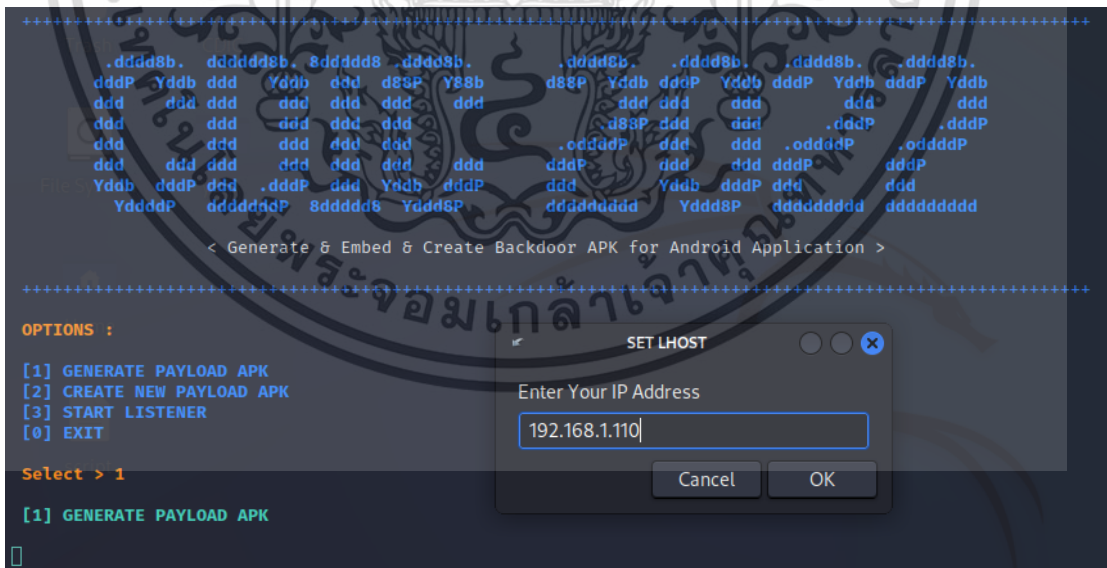 < Generate & Embed & Create Backdoor APK for Android Application >
OPTIONS :
[1] GENERATE PAYLOAD APK
[2] CREATE NEW PAYLOAD APK
[3] START LISTENER
[0] EXIT
Select > 1
[1] GENERATE PAYLOAD APK
SET LHOST
Enter Your IP Address
192.168.1.110
Cancel
OK